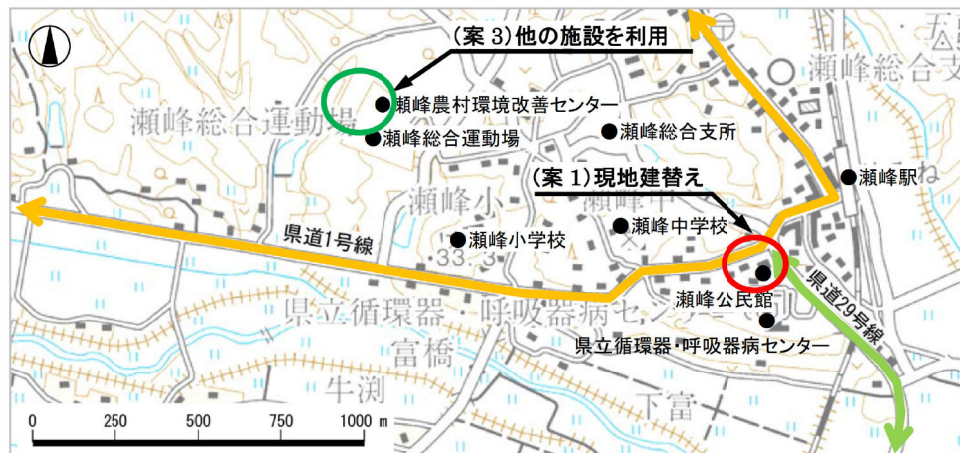 (案 3)他の施設を利用
瀬峰総合支
瀬峰農村環境改善センター
瀬峰総合運動場
瀬峰総合運動場
瀬峰総合支所
(案 1)現地建替え
瀬峰駅
瀬峰小
瀬峰中
瀬峰小学校
瀬峰中学校
県道1号線
33.3
瀬峰公民館
県道29号線
県立循環器・呼吸器病センター
県立循環器・呼吸器病センター
富橋
牛渕
下富
0 250 500 750 1000 m